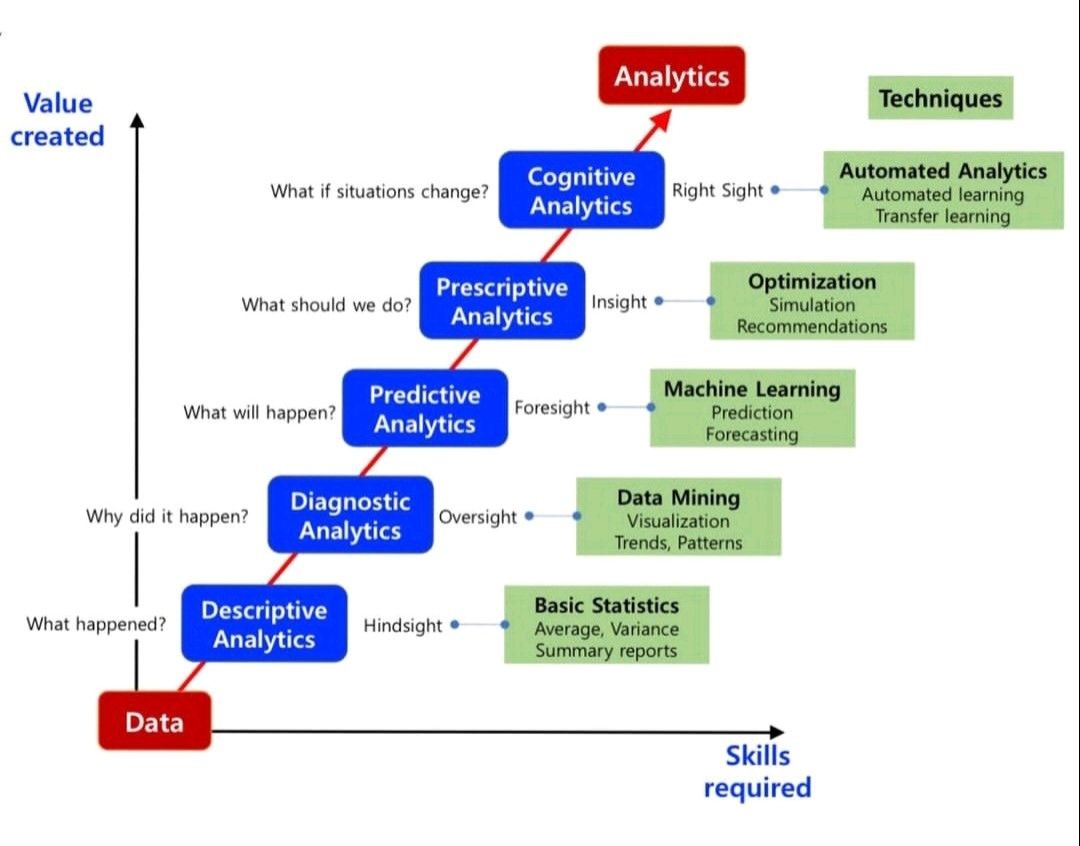 Analytics
Techniques
Value
created
What if situations change?
Cognitive
Analytics
Right Sight
Automated Analytics
Automated learning
Transfer learning
What should we do?
Prescriptive
Analytics
Insight
Optimization
Simulation
Recommendations
What will happen?
Predictive
Analytics
Foresight
Machine Learning
Prediction
Forecasting
Why did it happen?
Diagnostic
Analytics
Oversight
Data Mining
Visualization
Trends, Patterns
What happened?
Descriptive
Analytics
Hindsight
Basic Statistics
Average, Variance
Summary reports
Data
Skills
required